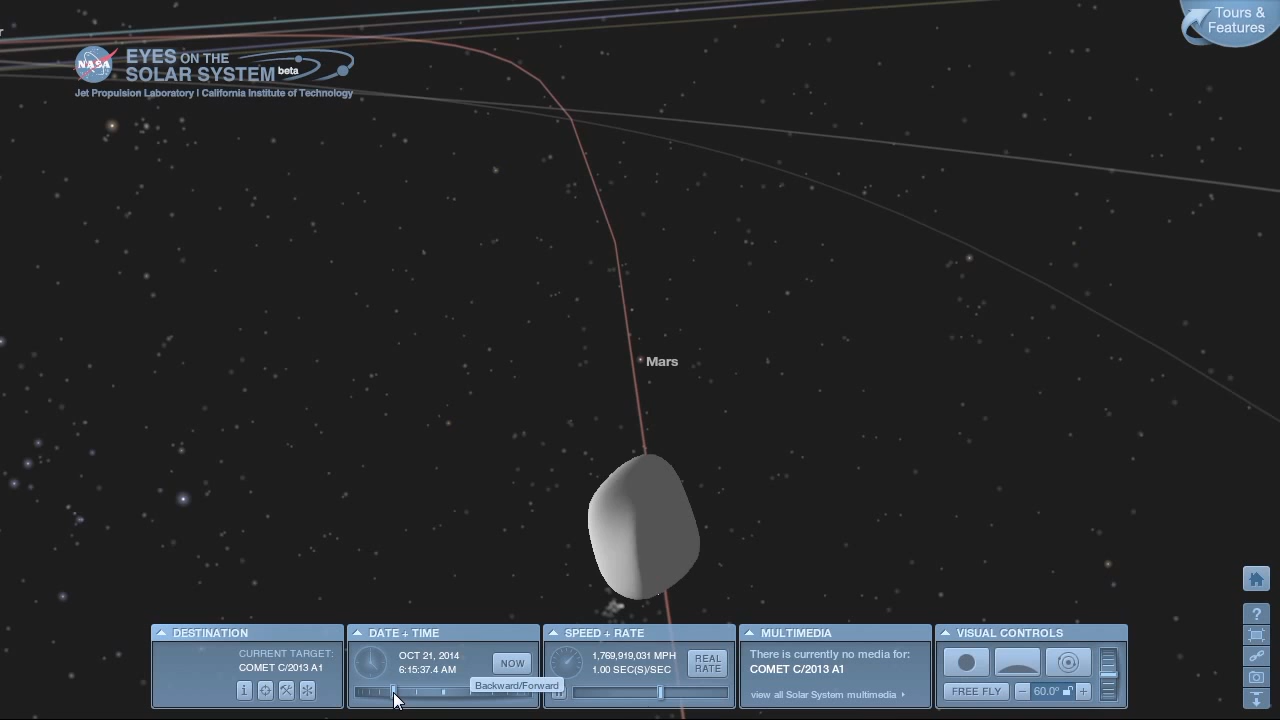 r
Tours &
Features
NASA
EYES ON THE
SOLAR SYSTEM beta
Jet Propulsion Laboratory | California Institute of Technology
Mars
DESTINATION
CURRENT TARGET:
COMET C/2013 A1
DATE + TIME
OCT 21, 2014
6:15:37.4 AM
NOW
Backward/Forward
SPEED + RATE
1,769,919,031 MPH
1.00 SEC(S)/SEC
REAL
RATE
MULTIMEDIA
There is currently no media for:
COMET C/2013 A1
view all Solar System multimedia
VISUAL CONTROLS
FREE FLY
60.0°
?